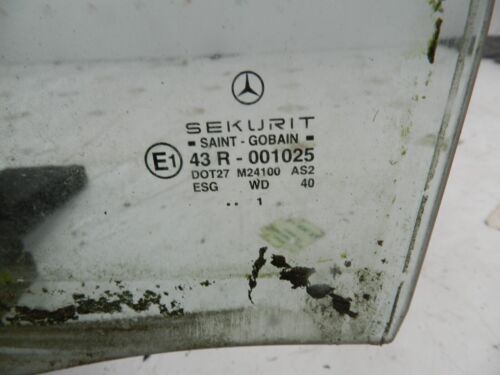 SEKURIT
SAINT - GOBAIN
E1 43 R - 001025
DOT27 M24100 AS2
ESG WD 40
.. 1